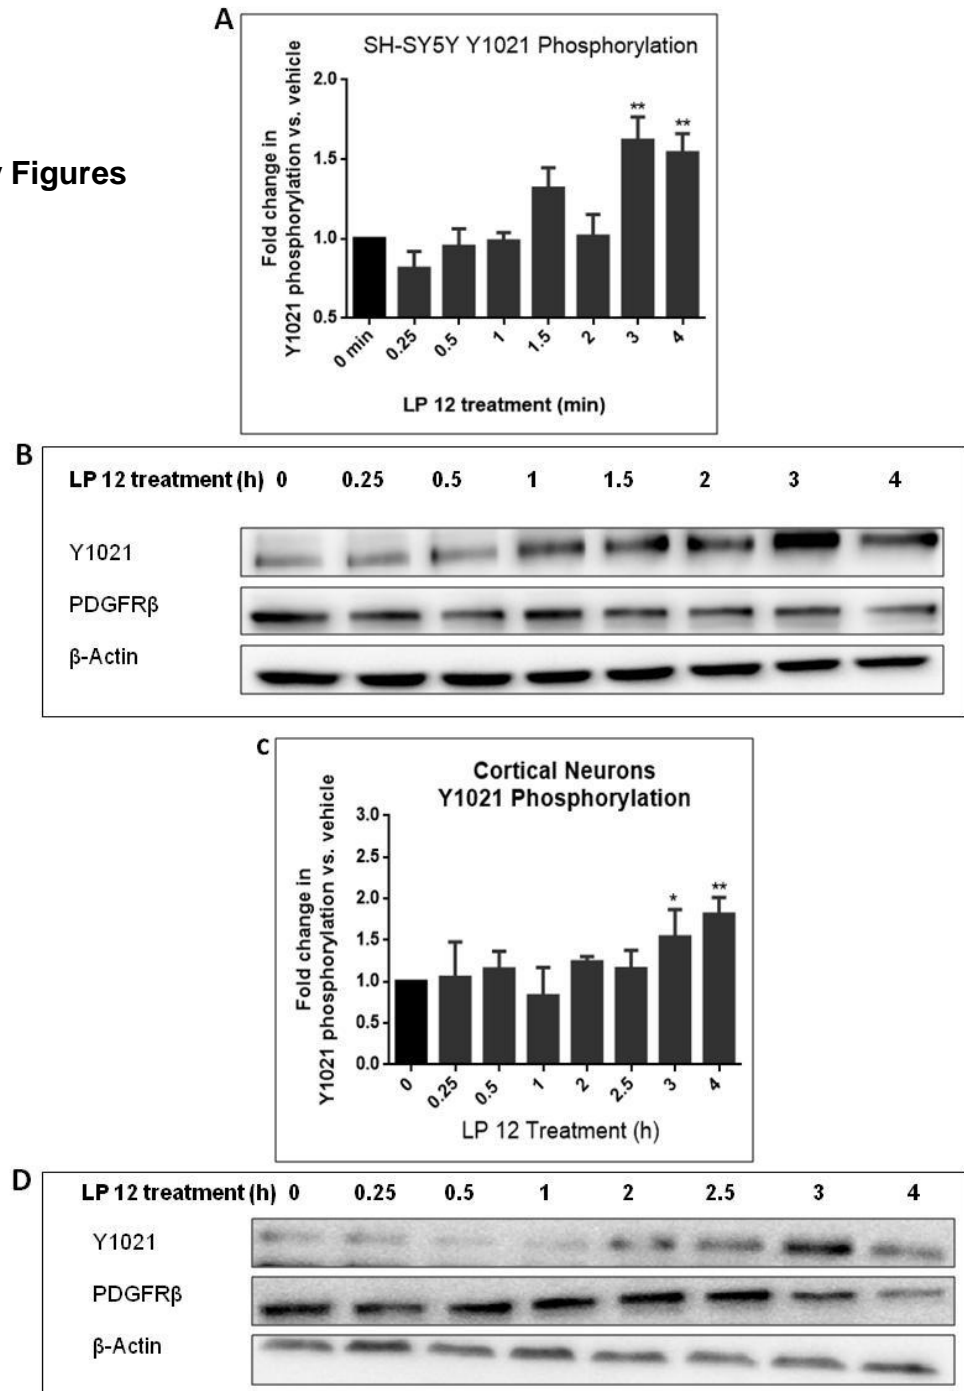 A
SH-SY5Y Y1021 Phosphorylation
Fold change in
Y1021 phosphorylation vs. vehicle
2.0
1.5
1.0
0.5
** **
0 min 0.25 0.5 1 1.5 2 3 4
LP 12 treatment (min)
Figures
B
LP 12 treatment (h) 0 0.25 0.5 1 1.5 2 3 4
Y1021
PDGFRβ
β-Actin
C
Cortical Neurons
Y1021 Phosphorylation
Fold change in
Y1021 phosphorylation vs. vehicle
3.0
2.5
2.0
1.5
1.0
0.5
0.0
* **
0 0.25 0.5 1 2 2.5 3 4
LP 12 Treatment (h)
D
LP 12 treatment (h) 0 0.25 0.5 1 2 2.5 3 4
Y1021
PDGFRβ
β-Actin